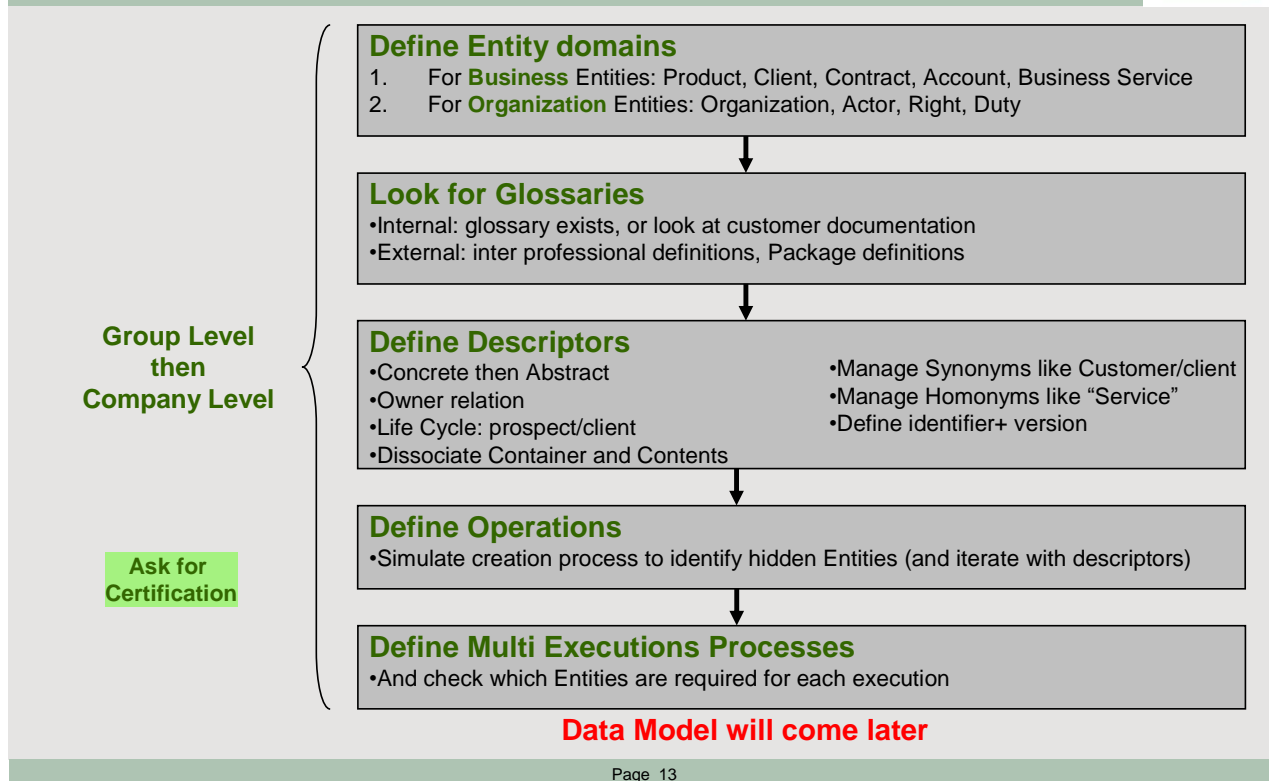 Define Entity domains
1. For Business Entities: Product, Client, Contract, Account, Business Service
2. For Organization Entities: Organization, Actor, Right, Duty
Look for Glossaries
•Internal: glossary exists, or look at customer documentation
•External: inter professional definitions, Package definitions
Group Level
then
Company Level
Define Descriptors
•Concrete then Abstract
•Owner relation
•Life Cycle: prospect/client
•Dissociate Container and Contents
•Manage Synonyms like Customer/client
•Manage Homonyms like “Service”
•Define identifier+ version
Define Operations
•Simulate creation process to identify hidden Entities (and iterate with descriptors)
Ask for
Certification
Define Multi Executions Processes
•And check which Entities are required for each execution
Data Model will come later
Page 13